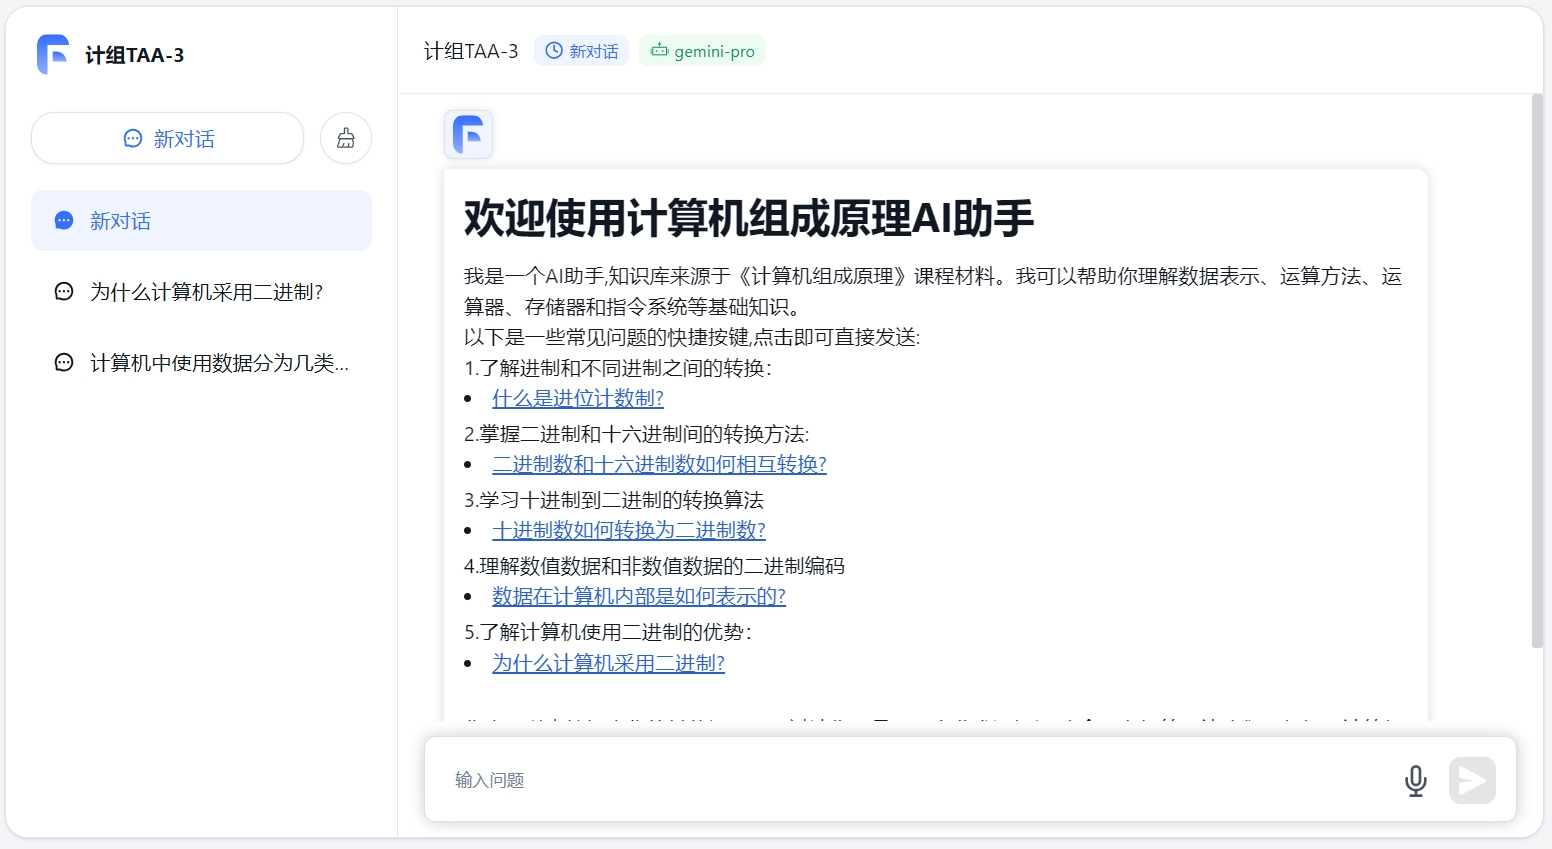 计组TAA-3
新对话
新对话
为什么计算机采用二进制?
计算机中使用数据分为几类...
计组TAA-3 新对话 gemini-pro
欢迎使用计算机组成原理AI助手
我是一个AI助手,知识库来源于《计算机组成原理》课程材料。我可以帮助你理解数据表示、运算方法、运
算器、存储器和指令系统等基础知识。
以下是一些常见问题的快捷按键,点击即可直接发送:
1.了解进制和不同进制之间的转换：
• 什么是进位计数制?
2.掌握二进制和十六进制间的转换方法:
• 二进制数和十六进制数如何相互转换?
3.学习十进制到二进制的转换算法
• 十进制数如何转换为二进制数?
4.理解数值数据和非数值数据的二进制编码
• 数据在计算机内部是如何表示的?
5.了解计算机使用二进制的优势：
• 为什么计算机采用二进制?
输入问题